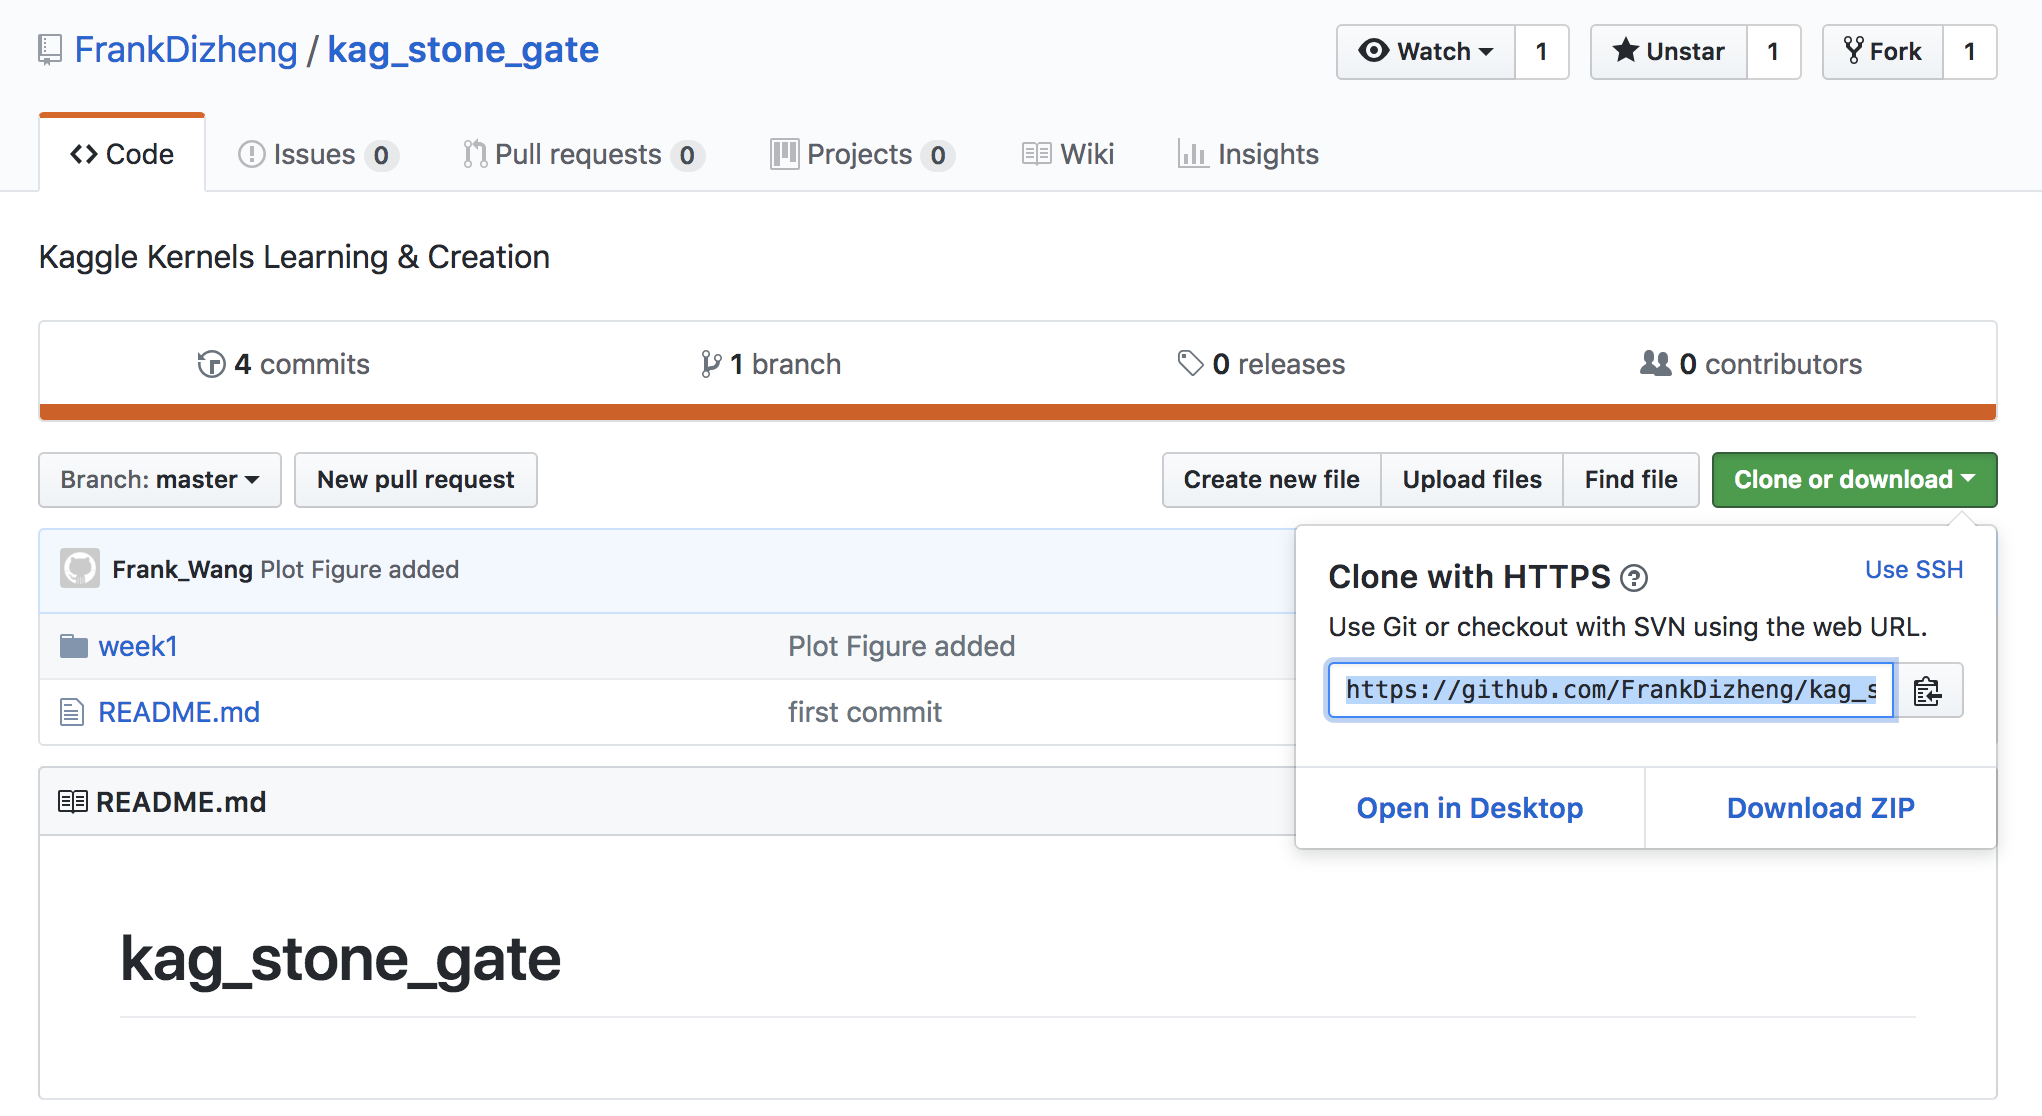 FrankDizheng / kag_stone_gate
Watch 1 Unstar 1 Fork 1
Code Issues 0 Pull requests 0 Projects 0 Wiki Insights
Kaggle Kernels Learning & Creation
4 commits 1 branch 0 releases 0 contributors
Branch: master New pull request Create new file Upload files Find file Clone or download
Frank_Wang Plot Figure added
week1 Plot Figure added
README.md first commit
Clone with HTTPS Use SSH
Use Git or checkout with SVN using the web URL.
https://github.com/FrankDizheng/kag_s
Open in Desktop Download ZIP
README.md
kag_stone_gate